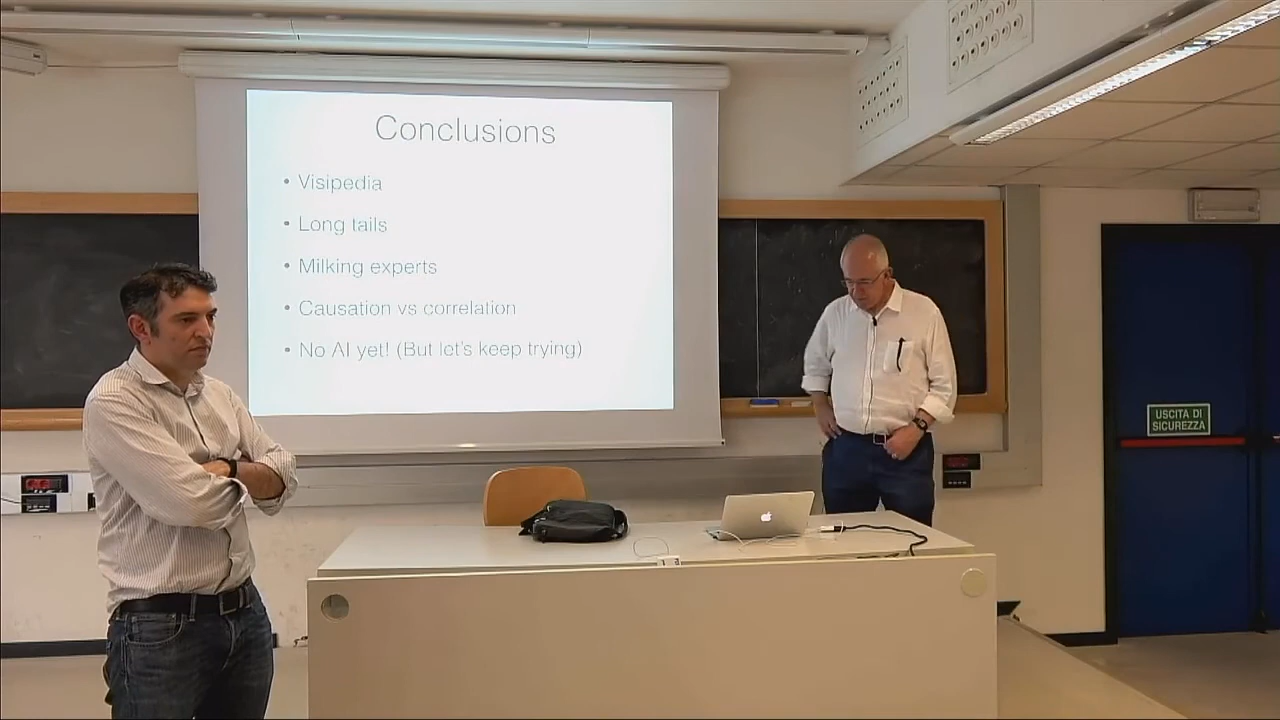 Conclusions
• Visipedia
• Long tails
• Milking experts
• Causation vs correlation
• No AI yet! (But let's keep trying)
USCITA DI
SICUREZZA